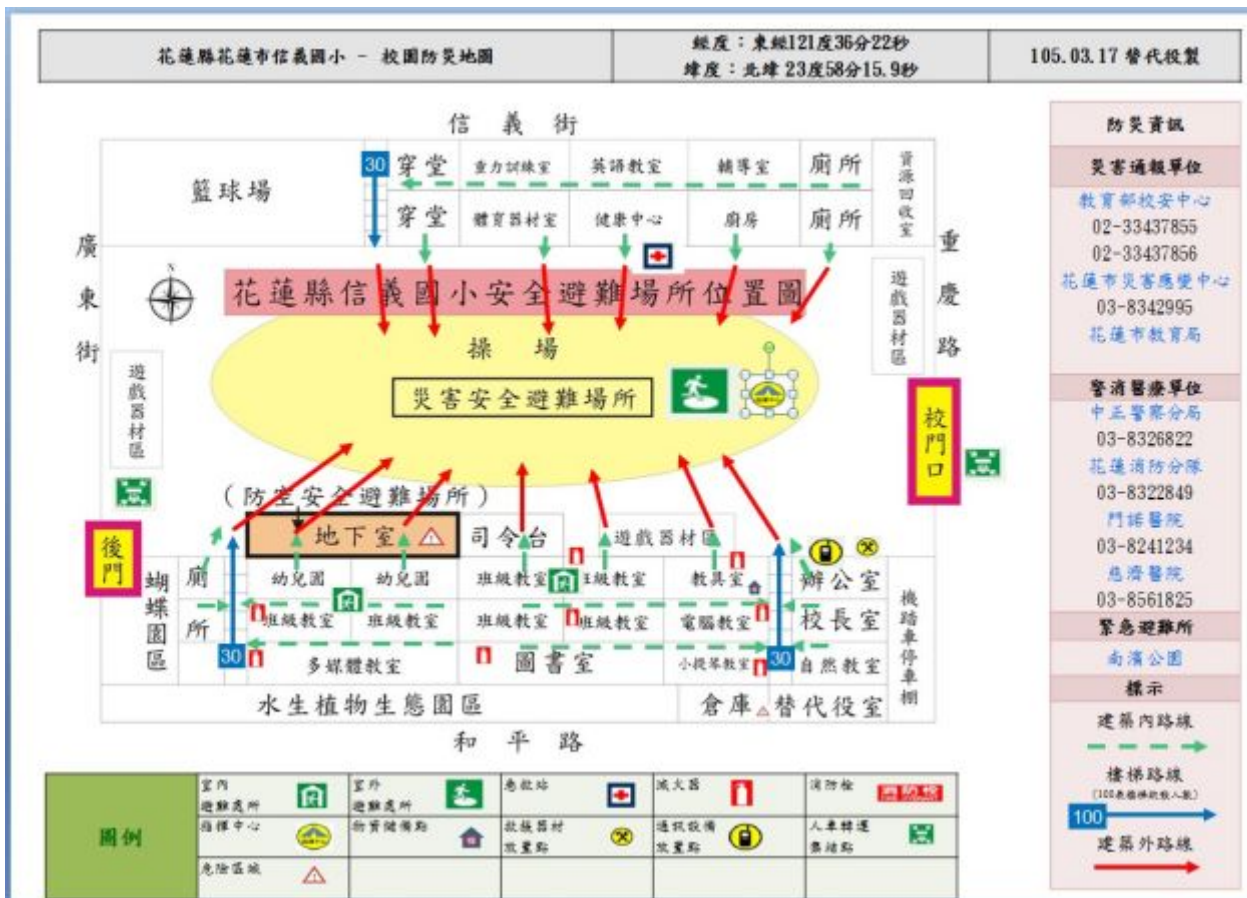 花蓮縣花蓮市信義國小 - 校園防災地圖
經度：東經121度36分22秒
緯度：北緯 23度58分15.9秒
105.03.17 替代役製
信義街
籃球場
30
穿堂
重力訓練室
英語教室
輔導室
廁所
資源回收室
穿堂
體育器材室
健康中心
廚房
廁所
廣東街
重慶路
N
花蓮縣信義國小安全避難場所位置圖
遊戲器材區
操場
災害安全避難場所
遊戲器材區
校門口
(防空安全避難場所)
後門
地下室
司令台
遊戲器材區
蝴蝶園區
廁所
幼兒園
幼兒園
班級教室
班級教室
教具室
辦公室
班級教室
班級教室
班級教室
班級教室
電腦教室
校長室
機踏車停車棚
30
多媒體教室
圖書室
小提琴教室
30
自然教室
水生植物生態園區
倉庫
替代役室
和平路
防災資訊
災害通報單位
教育部校安中心
02-33437855
02-33437856
花蓮市災害應變中心
03-8342995
花蓮市教育局
警消醫療單位
中正警察分局
03-8326822
花蓮消防分隊
03-8322849
門諾醫院
03-8241234
慈濟醫院
03-8561825
緊急避難所
南濱公園
標示
建築內路線
樓梯路線
(100表樓梯疏散人數)
100
建築外路線
圖例
室內
避難處所
室外
避難處所
急救站
滅火器
消防栓
消防栓
指揮中心
物資儲備點
救援器材
放置點
通訊設備
放置點
人車轉運
集結點
危險區域